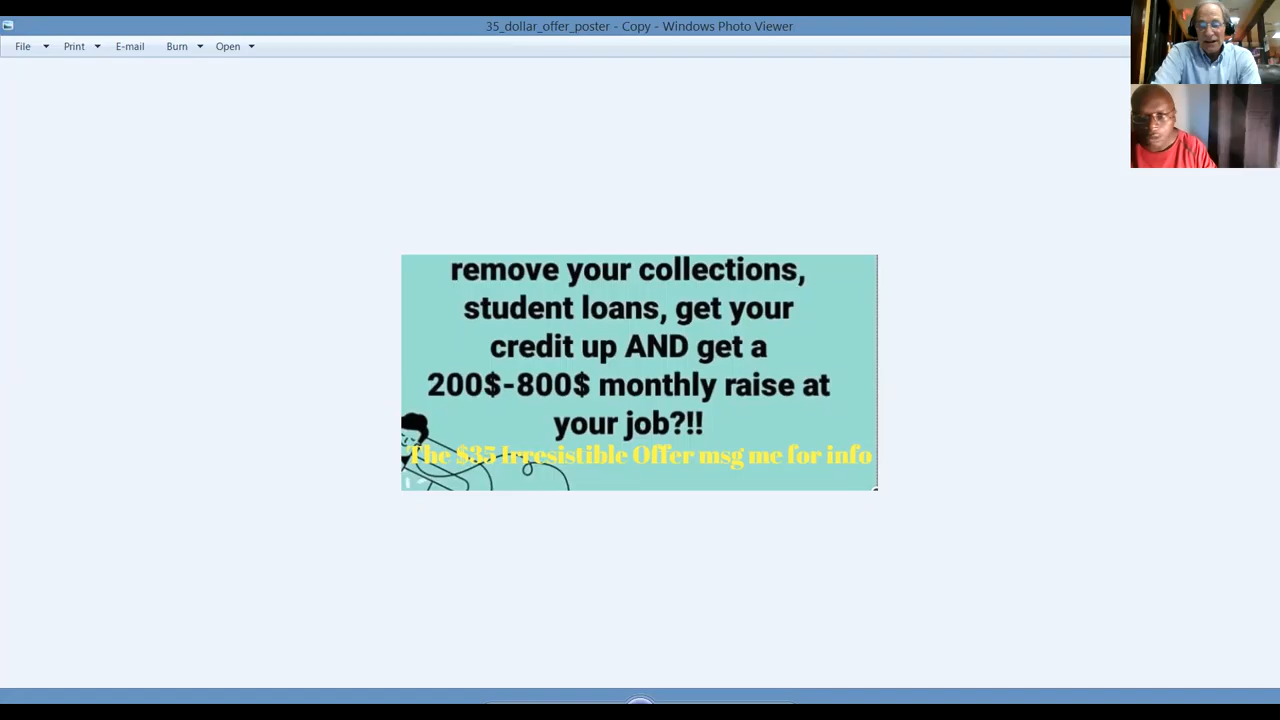 35_dollar_offer_poster - Copy - Windows Photo Viewer
File Print E-mail Burn Open
remove your collections,
student loans, get your
credit up AND get a
200$-800$ monthly raise at
your job?!!
The $35 Irresistible Offer msg me for info